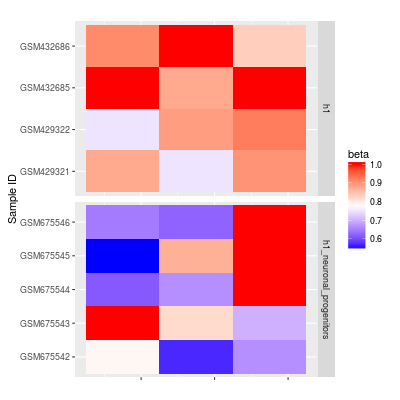 GSM432686
GSM432685
GSM429322
GSM429321
h1
GSM675546
GSM675545
GSM675544
GSM675543
GSM675542
h1_neuronal_progenitors
Sample ID
beta
1.0
0.9
0.8
0.7
0.6